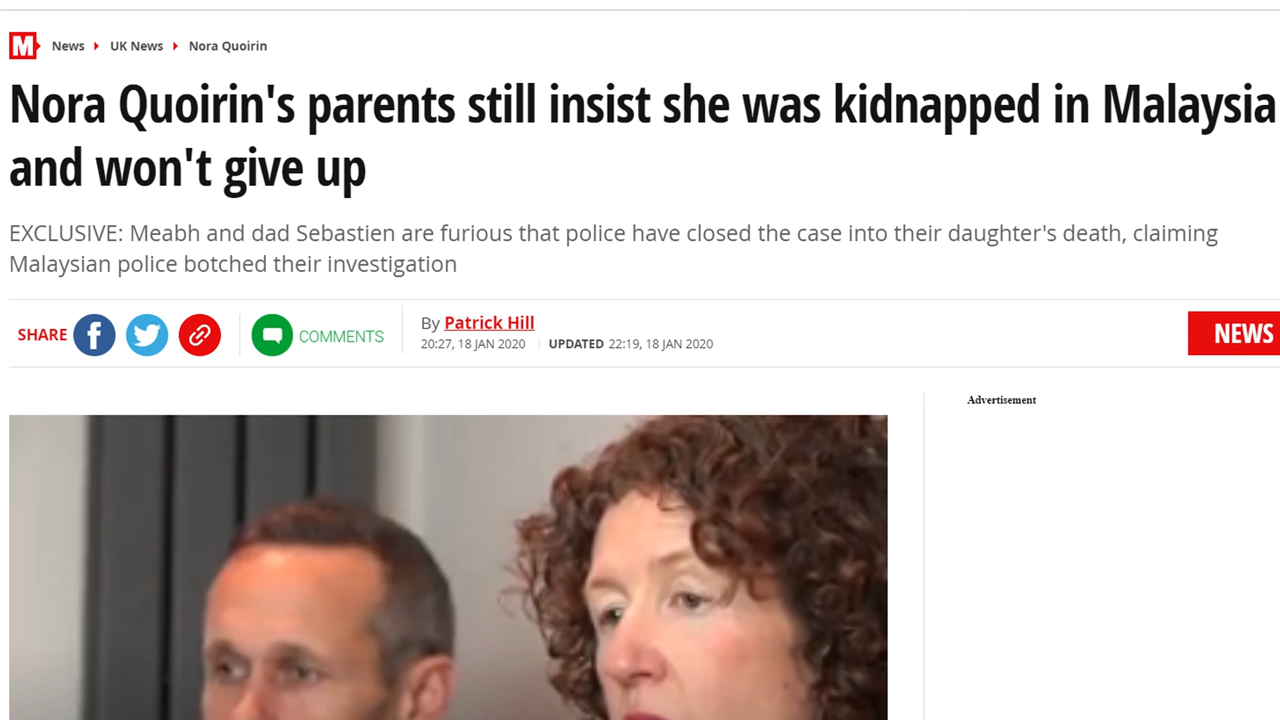 M News UK News Nora Quoirin
Nora Quoirin's parents still insist she was kidnapped in Malaysia
and won't give up
EXCLUSIVE: Meabh and dad Sebastien are furious that police have closed the case into their daughter's death, claiming
Malaysian police botched their investigation
SHARE f COMMENTS By Patrick Hill NEWS
20:27, 18 JAN 2020 UPDATED 22:19, 18 JAN 2020
Advertisement